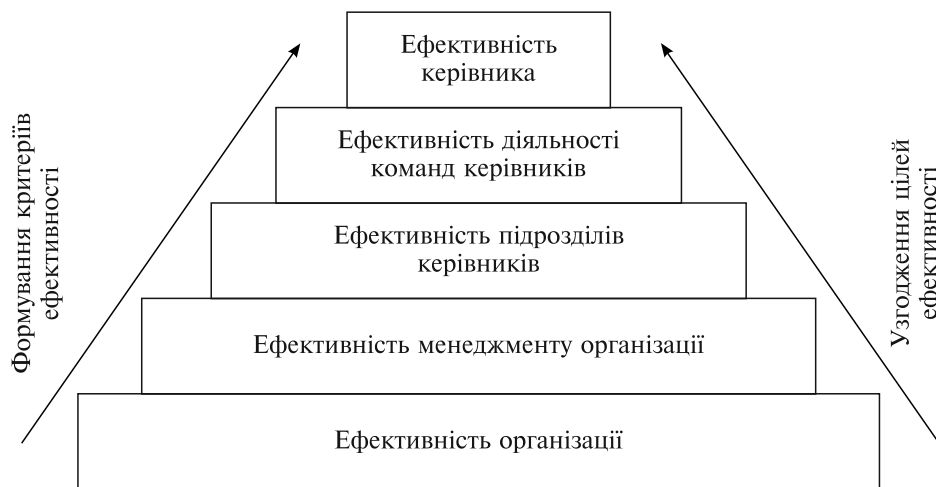 Ефективність
керівника
Ефективність діяльності
команд керівників
Ефективність підрозділів
керівників
Ефективність менеджменту організації
Ефективність організації
Формування критеріїв
ефективності
Узгодження цілей
ефективності